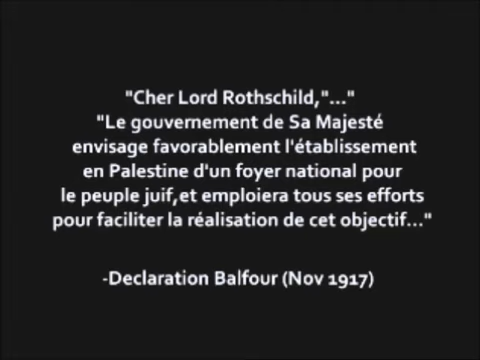 "Cher Lord Rothschild,"..."
"Le gouvernement de Sa Majesté
envisage favorablement l'établissement
en Palestine d'un foyer national pour
le peuple juif,et emploiera tous ses efforts
pour faciliter la réalisation de cet objectif..."
-Declaration Balfour (Nov 1917)